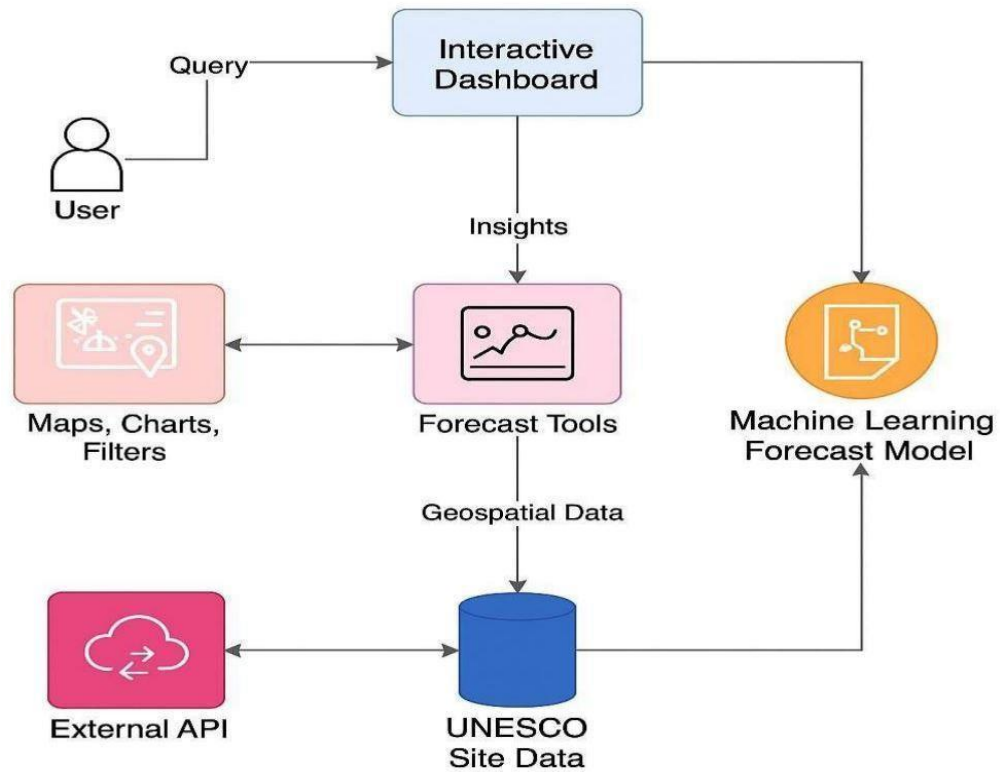 Query
Interactive
Dashboard
User
Insights
Maps, Charts,
Filters
Forecast Tools
Machine Learning
Forecast Model
Geospatial Data
External API
UNESCO
Site Data